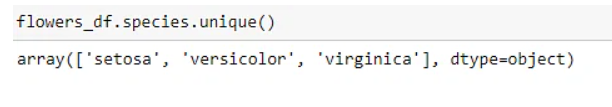 flowers_df.species.unique()
array(['setosa', 'versicolor', 'virginica'], dtype=object)